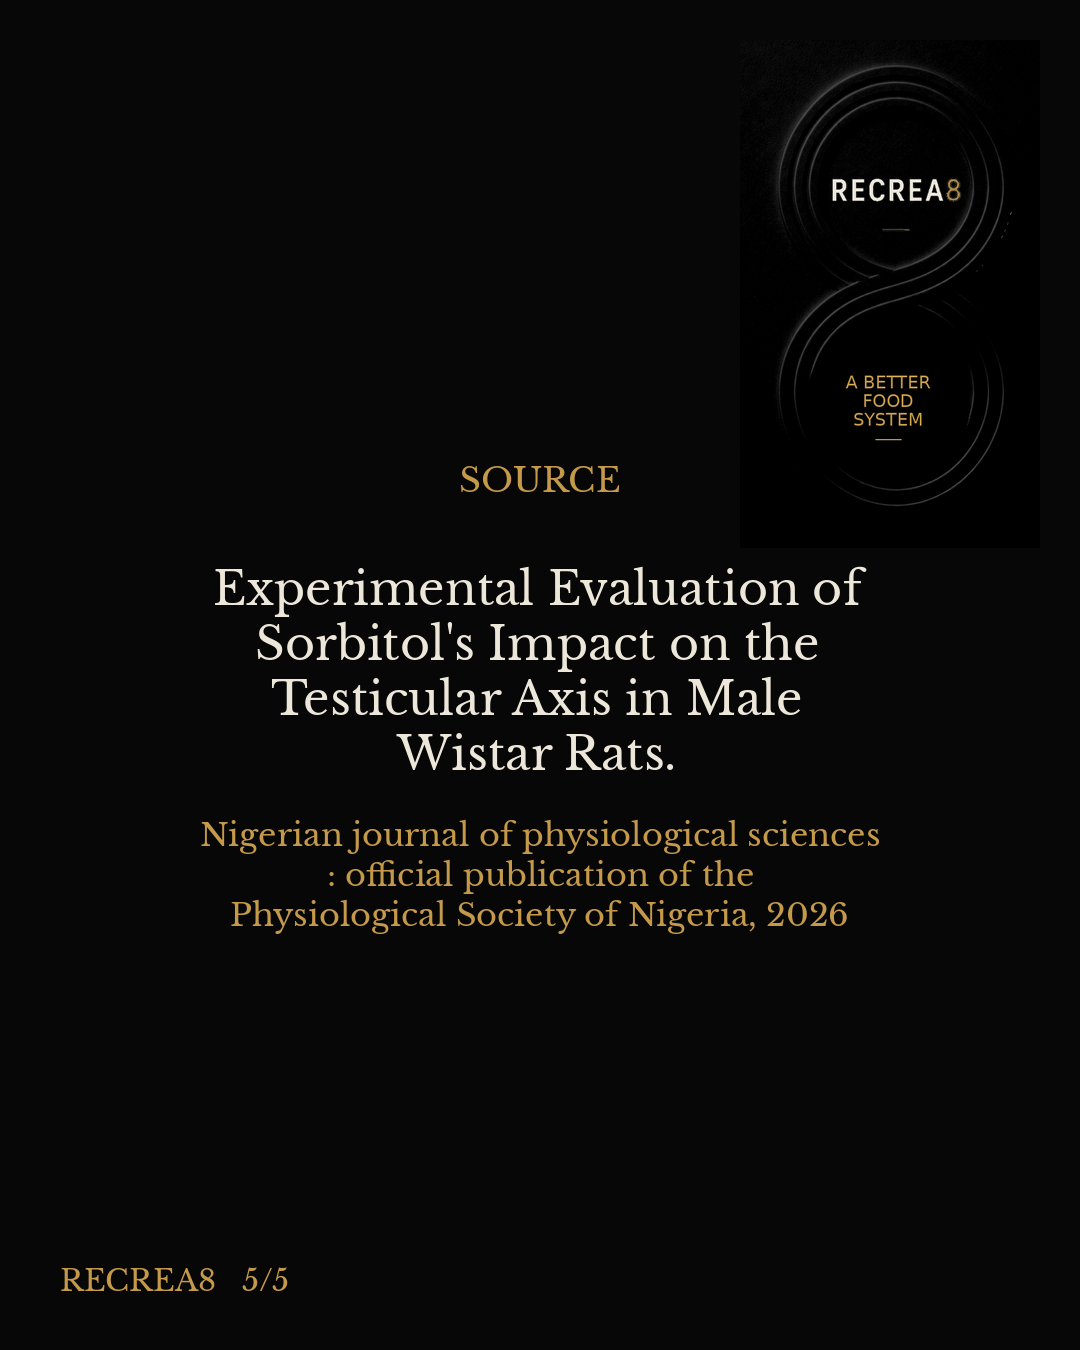 RECREA8
A BETTER
FOOD
SYSTEM
SOURCE
Experimental Evaluation of
Sorbitol's Impact on the
Testicular Axis in Male
Wistar Rats.
Nigerian journal of physiological sciences
: official publication of the
Physiological Society of Nigeria, 2026
RECREA8 5/5